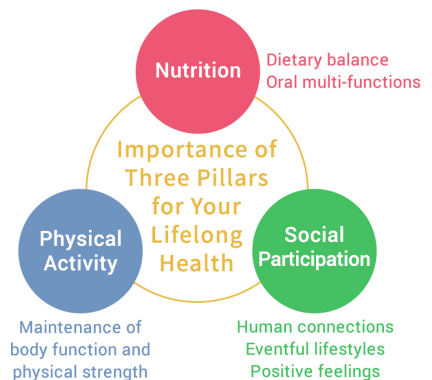 Nutrition
Dietary balance
Oral multi-functions
Importance of
Three Pillars
for Your
Lifelong
Health
Physical
Activity
Social
Participation
Maintenance of
body function and
physical strength
Human connections
Eventful lifestyles
Positive feelings